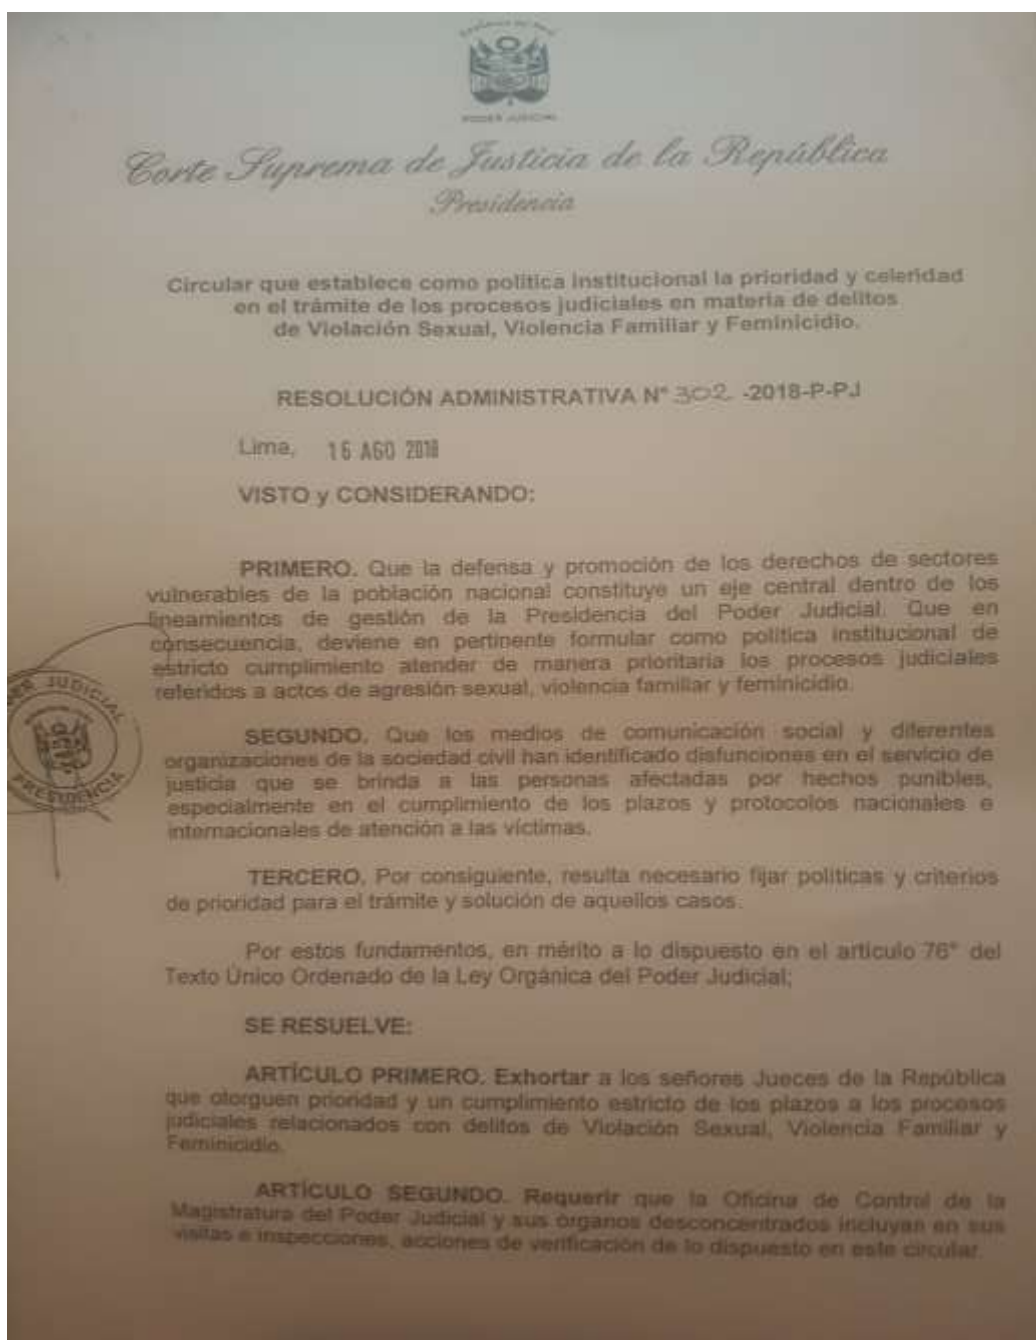 República del Perú
PODER JUDICIAL
Corte Suprema de Justicia de la República
Presidencia
Circular que establece como política institucional la prioridad y celeridad
en el trámite de los procesos judiciales en materia de delitos
de Violación Sexual, Violencia Familiar y Feminicidio.
RESOLUCIÓN ADMINISTRATIVA N° 302 -2018-P-PJ
Lima, 16 AGO 2018
VISTO y CONSIDERANDO:
PRIMERO. Que la defensa y promoción de los derechos de sectores
vulnerables de la población nacional constituye un eje central dentro de los
lineamientos de gestión de la Presidencia del Poder Judicial. Que en
consecuencia, deviene en pertinente formular como política institucional de
estricto cumplimiento atender de manera prioritaria los procesos judiciales
referidos a actos de agresión sexual, violencia familiar y feminicidio.
PODER JUDICIAL
PRESIDENCIA
SEGUNDO. Que los medios de comunicación social y diferentes
organizaciones de la sociedad civil han identificado disfunciones en el servicio de
justicia que se brinda a las personas afectadas por hechos punibles,
especialmente en el cumplimiento de los plazos y protocolos nacionales e
internacionales de atención a las víctimas.
TERCERO. Por consiguiente, resulta necesario fijar políticas y criterios
de prioridad para el trámite y solución de aquellos casos.
Por estos fundamentos, en mérito a lo dispuesto en el artículo 76° del
Texto Único Ordenado de la Ley Orgánica del Poder Judicial;
SE RESUELVE:
ARTÍCULO PRIMERO. Exhortar a los señores Jueces de la República
que otorguen prioridad y un cumplimiento estricto de los plazos a los procesos
judiciales relacionados con delitos de Violación Sexual, Violencia Familiar y
Feminicidio.
ARTÍCULO SEGUNDO. Requerir que la Oficina de Control de la
Magistratura del Poder Judicial y sus órganos desconcentrados incluyan en sus
visitas e inspecciones, acciones de verificación de lo dispuesto en este circular.